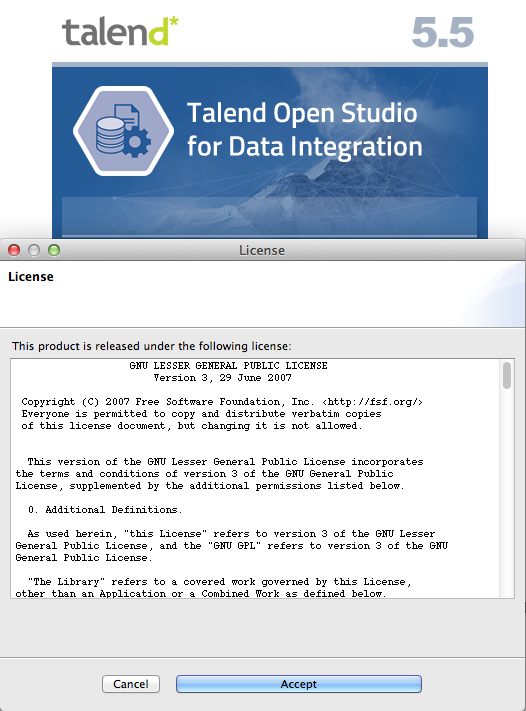 talend*
5.5
Talend Open Studio
for Data Integration
License
License
This product is released under the following license:
GNU LESSER GENERAL PUBLIC LICENSE
Version 3, 29 June 2007
Copyright (C) 2007 Free Software Foundation, Inc. <http://fsf.org/>
Everyone is permitted to copy and distribute verbatim copies
of this license document, but changing it is not allowed.
This version of the GNU Lesser General Public License incorporates
the terms and conditions of version 3 of the GNU General Public
License, supplemented by the additional permissions listed below.
0. Additional Definitions.
As used herein, "this License" refers to version 3 of the GNU Lesser
General Public License, and the "GNU GPL" refers to version 3 of the GNU
General Public License.
"The Library" refers to a covered work governed by this License,
other than an Application or a Combined Work as defined below.
Cancel
Accept